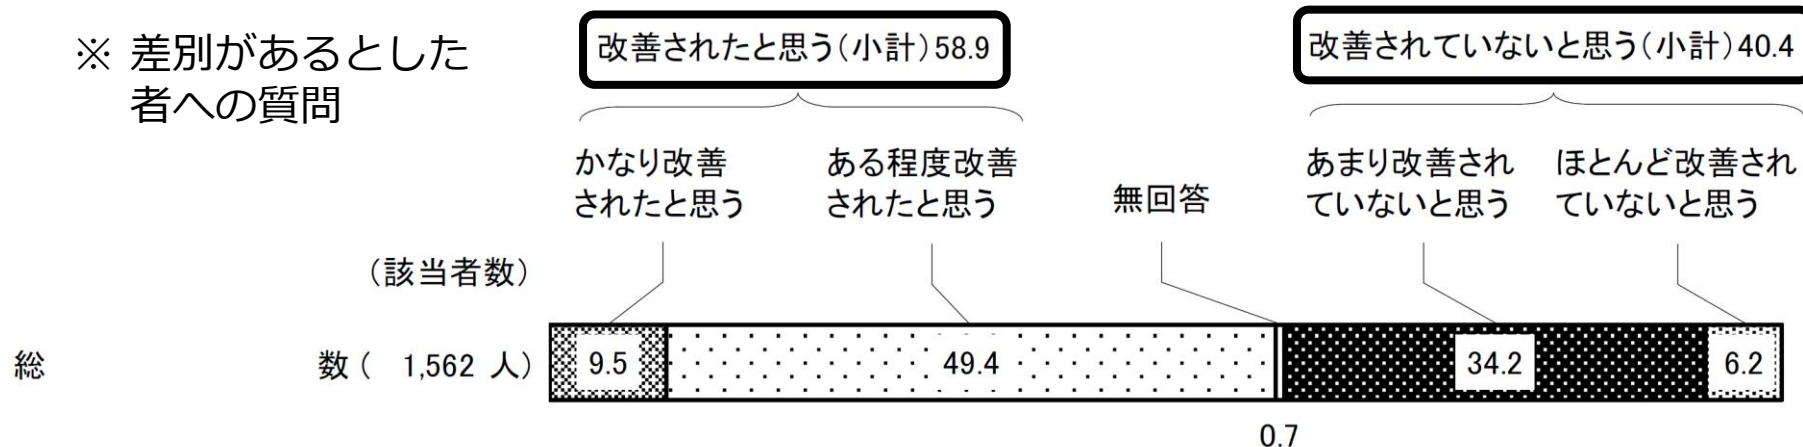 ※ 差別があるとした
者への質問
改善されたと思う(小計)58.9
改善されていないと思う(小計)40.4
かなり改善
されたと思う
ある程度改善
されたと思う
無回答
あまり改善され
ていないと思う
ほとんど改善され
ていないと思う
(該当者数)
総 数 ( 1,562 人)
9.5
49.4
34.2
6.2
0.7